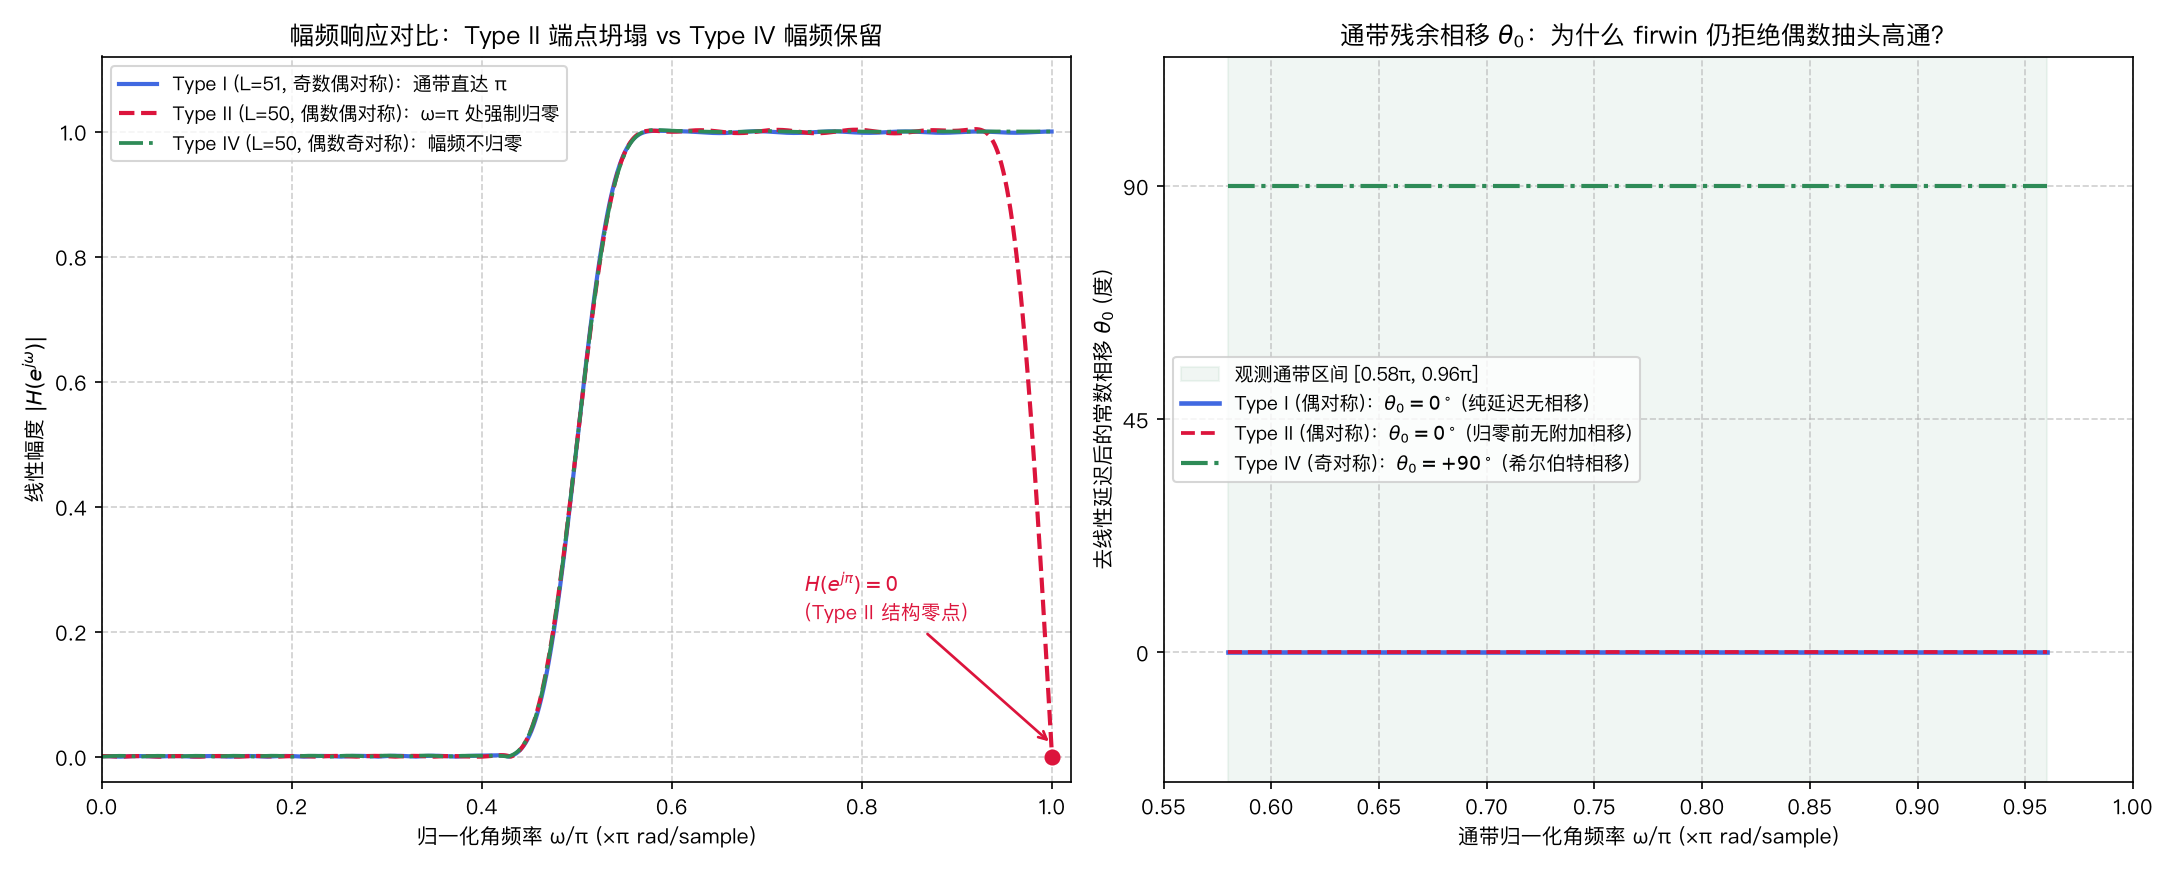 幅频响应对比：Type II 端点坍塌 vs Type IV 幅频保留
Type I (L=51, 奇数偶对称)：通带直达 π
Type II (L=50, 偶数偶对称)：ω=π 处强制归零
Type IV (L=50, 偶数奇对称)：幅频不归零
1.0
0.8
0.6
0.4
0.2
0.0
线性幅度 |H(e^{jω})|
H(e^{jπ}) = 0
(Type II 结构零点)
0.0 0.2 0.4 0.6 0.8 1.0
归一化角频率 ω/π (×π rad/sample)
通带残余相移 θ₀：为什么 firwin 仍拒绝偶数抽头高通?
90
45
0
去线性延迟后的常数相移 θ₀ (度)
观测通带区间 [0.58π, 0.96π]
Type I (偶对称)：θ₀ = 0° (纯延迟无相移)
Type II (偶对称)：θ₀ = 0° (归零前无附加相移)
Type IV (奇对称)：θ₀ = +90° (希尔伯特相移)
0.55 0.60 0.65 0.70 0.75 0.80 0.85 0.90 0.95 1.00
通带归一化角频率 ω/π (×π rad/sample)